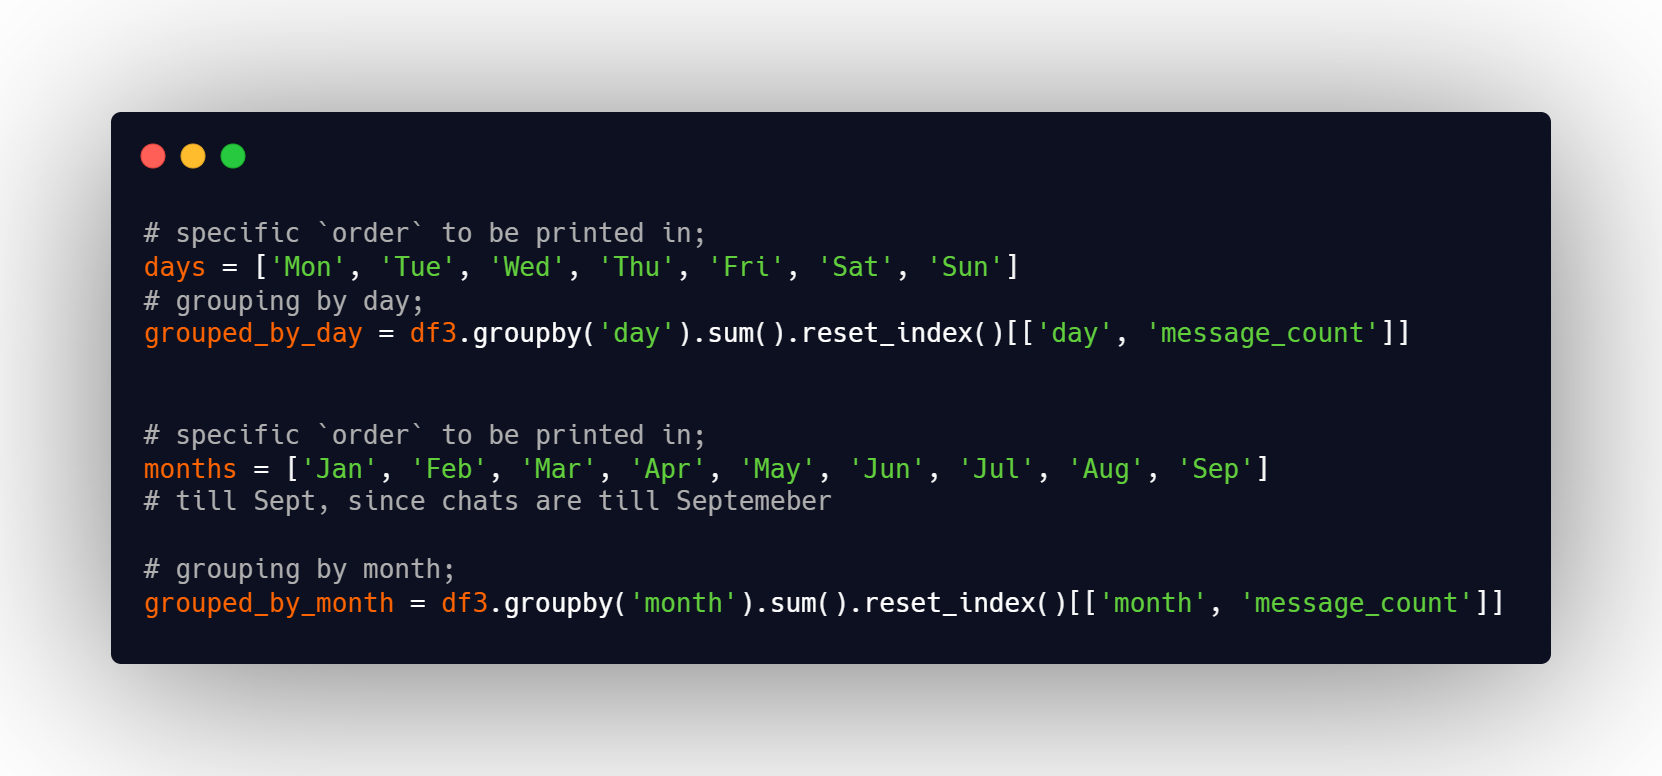 # specific `order` to be printed in;
days = ['Mon', 'Tue', 'Wed', 'Thu', 'Fri', 'Sat', 'Sun']
# grouping by day;
grouped_by_day = df3.groupby('day').sum().reset_index()[['day', 'message_count']]
# specific `order` to be printed in;
months = ['Jan', 'Feb', 'Mar', 'Apr', 'May', 'Jun', 'Jul', 'Aug', 'Sep']
# till Sept, since chats are till Septemeber
# grouping by month;
grouped_by_month = df3.groupby('month').sum().reset_index()[['month', 'message_count']]